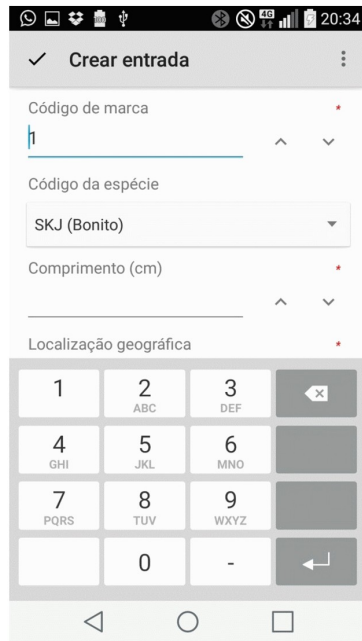 4G 20:34
Crear entrada
Código de marca *
1
Código da espécie
SKJ (Bonito)
Comprimento (cm) *
Localização geográfica *
1 2 3
ABC DEF
4 5 6
GHI JKL MNO
7 8 9
PQRS TUV WXYZ
0 -